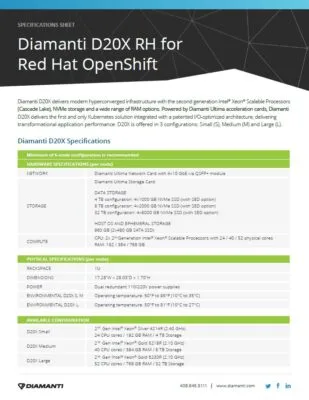 SPECIFICATIONS SHEET
Diamanti D20X RH for
Red Hat OpenShift
Diamanti D20X delivers modern hyperconverged infrastructure with the second generation Intel® Xeon® Scalable Processors
(Cascade Lake), NVMe storage and a wide range of RAM options. Powered by Diamanti Ultima acceleration cards, Diamanti
D20X delivers the first and only Kubernetes solution integrated with a patented I/O-optimized architecture, delivering
transformational application performance. D20X is offered in 3 configurations: Small (S), Medium (M) and Large (L).
Diamanti D20X Specifications
Minimum of 3-node configuration is recommended
HARDWARE SPECIFICATIONS (per node)
NETWORK Diamanti Ultima Network Card with 4x10 GbE via QSFP+ module
Diamanti Ultima Storage Card
DATA STORAGE
4 TB configuration: 4x1000 GB NVMe SSD (with SED option)
STORAGE 8 TB configuration: 4x2000 GB NVMe SSD (with SED option)
32 TB configuration: 4x8000 GB NVMe SSD (with SED option)
HOST OS AND EPHEMERAL STORAGE
960 GB (2x480 GB SATA SSD)
COMPUTE CPU: 2x 2nd Generation Intel® Xeon® Scalable Processors with 24 / 40 / 52 physical cores
RAM: 192 / 384 / 768 GB
PHYSICAL SPECIFICATIONS (per node)
RACKSPACE 1U
DIMENSIONS 17.25"W × 28.00"D × 1.70"H
POWER Dual redundant 110/220v power supplies
ENVIRONMENTAL D20X S, M Operating temperature: 50°F to 95°F (10°C to 35°C)
ENVIRONMENTAL D20X L Operating temperature: 50°F to 81°F (10°C to 27°C)
AVAILABLE CONFIGURATION
D20X Small 2nd Gen Intel® Xeon® Silver 4214R (2.40 GHz)
24 CPU cores / 192 GB RAM / 4 TB Storage
D20X Medium 2nd Gen Intel® Xeon® Gold 5218R (2.10 GHz)
40 CPU cores / 384 GB RAM / 8 TB Storage
D20X Large 2nd Gen Intel® Xeon® Gold 6230R (2.10 GHz)
52 CPU cores / 768 GB RAM / 32 TB Storage
DIAMANTI
408.645.5111 | www.diamanti.com